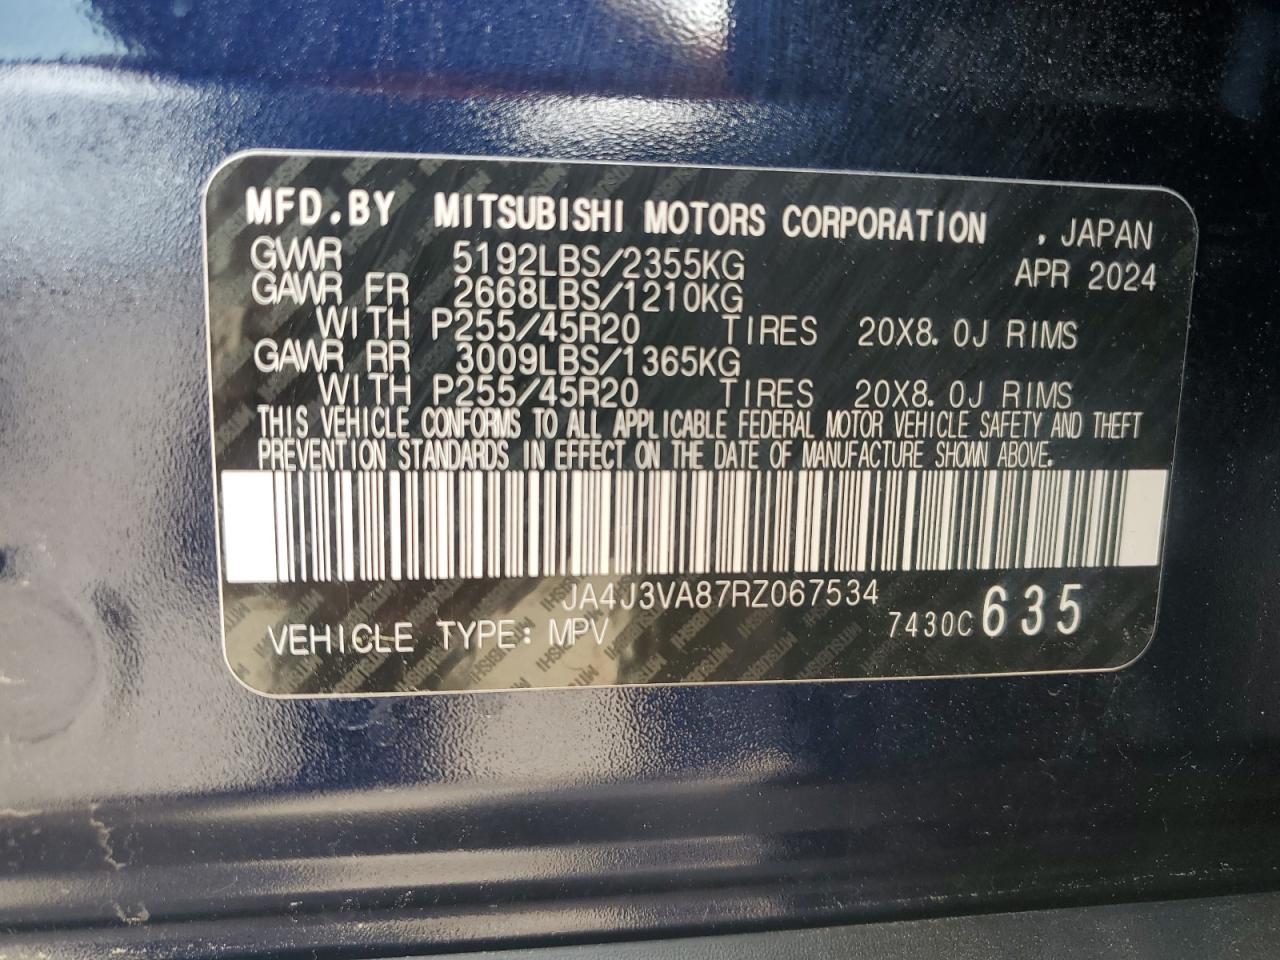 MFD.BY MITSUBISHI MOTORS CORPORATION , JAPAN
GVWR 5192LBS/2355KG APR 2024
GAWR FR 2668LBS/1210KG
WITH P255/45R20 TIRES 20X8.0J RIMS
GAWR RR 3009LBS/1365KG
WITH P255/45R20 TIRES 20X8.0J RIMS
THIS VEHICLE CONFORMS TO ALL APPLICABLE FEDERAL MOTOR VEHICLE SAFETY AND THEFT
PREVENTION STANDARDS IN EFFECT ON THE DATE OF MANUFACTURE SHOWN ABOVE.
JA4J3VA87RZ067534
VEHICLE TYPE: MPV 7430C 635